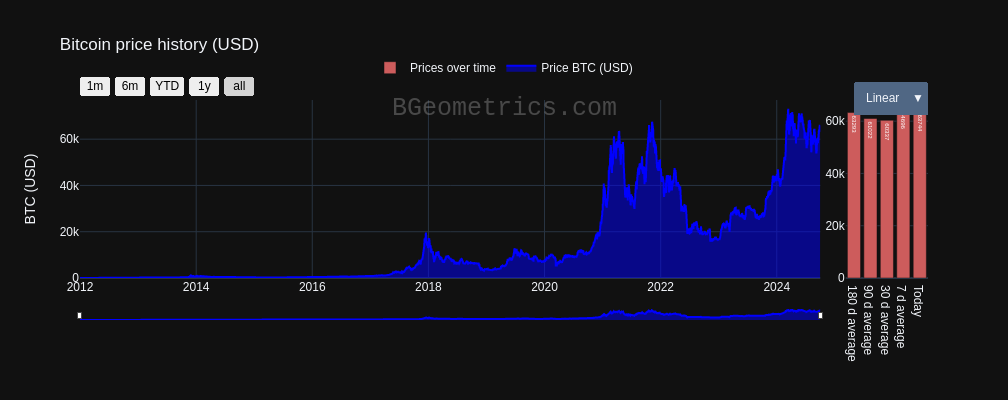 Bitcoin price history (USD)
Prices over time
Price BTC (USD)
1m 6m YTD 1y all
Linear ▼
BGeometrics.com
BTC (USD)
60k
40k
20k
0
2012 2014 2016 2018 2020 2022 2024
60k
40k
20k
0
180 d average
90 d average
30 d average
7 d average
Today